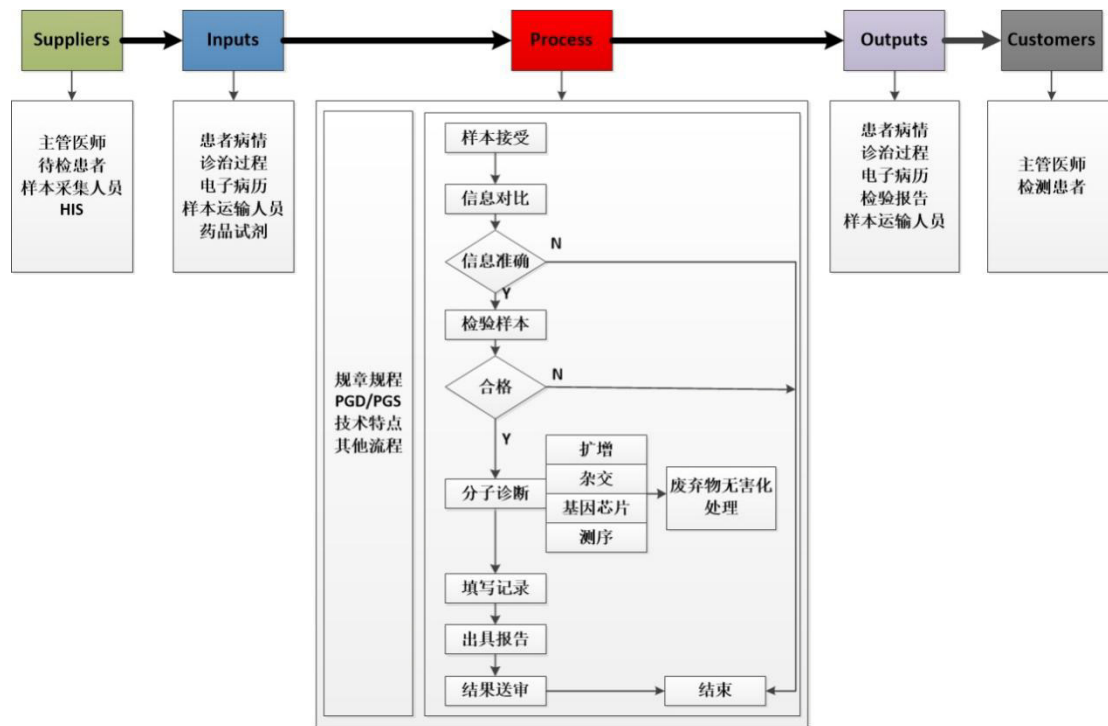 Suppliers
Inputs
Process
Outputs
Customers
主管医师
待检患者
样本采集人员
HIS
患者病情
诊治过程
电子病历
样本运输人员
药品试剂
规章规程
PGD/PGS
技术特点
其他流程
样本接受
信息对比
信息准确
N
Y
检验样本
合格
N
Y
分子诊断
扩增
杂交
基因芯片
测序
废弃物无害化
处理
填写记录
出具报告
结果送审
结束
患者病情
诊治过程
电子病历
检验报告
样本运输人员
主管医师
检测患者